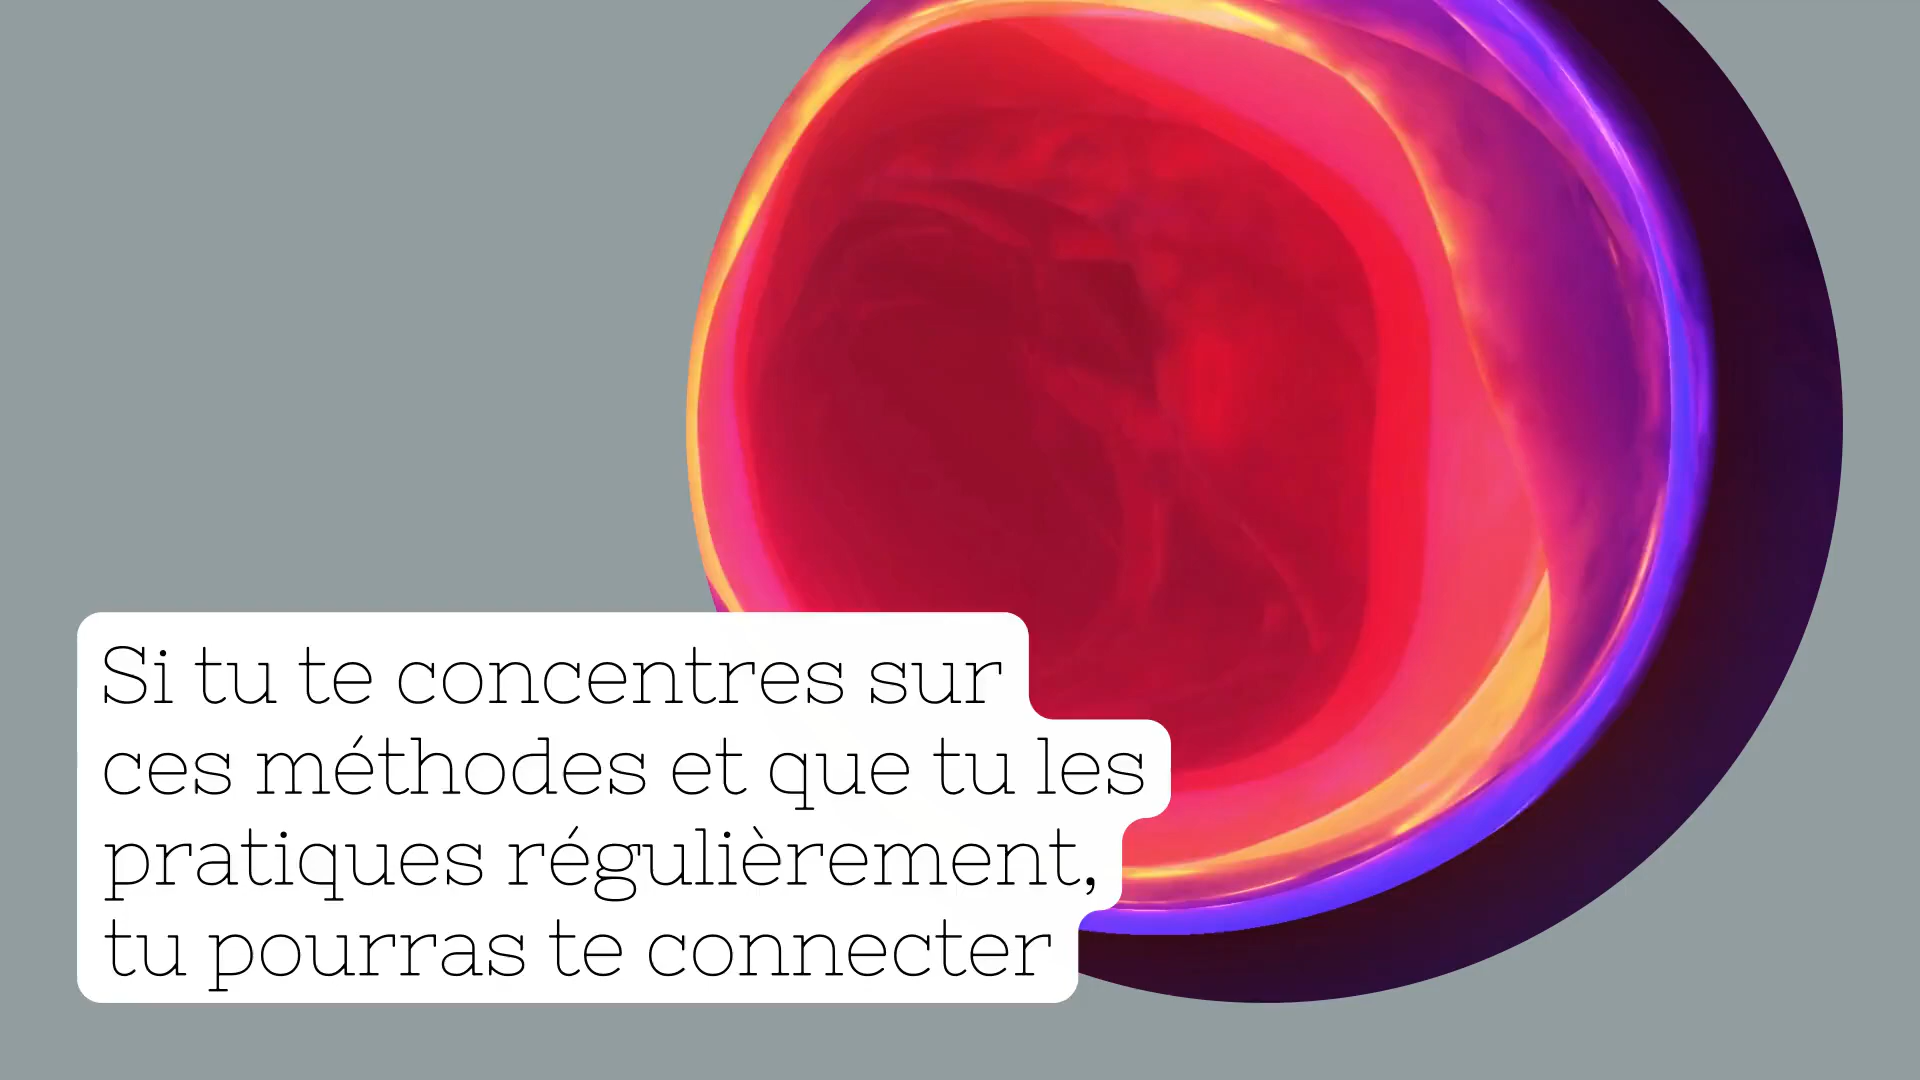 Si tu te concentres sur
ces méthodes et que tu les
pratiques régulièrement,
tu pourras te connecter